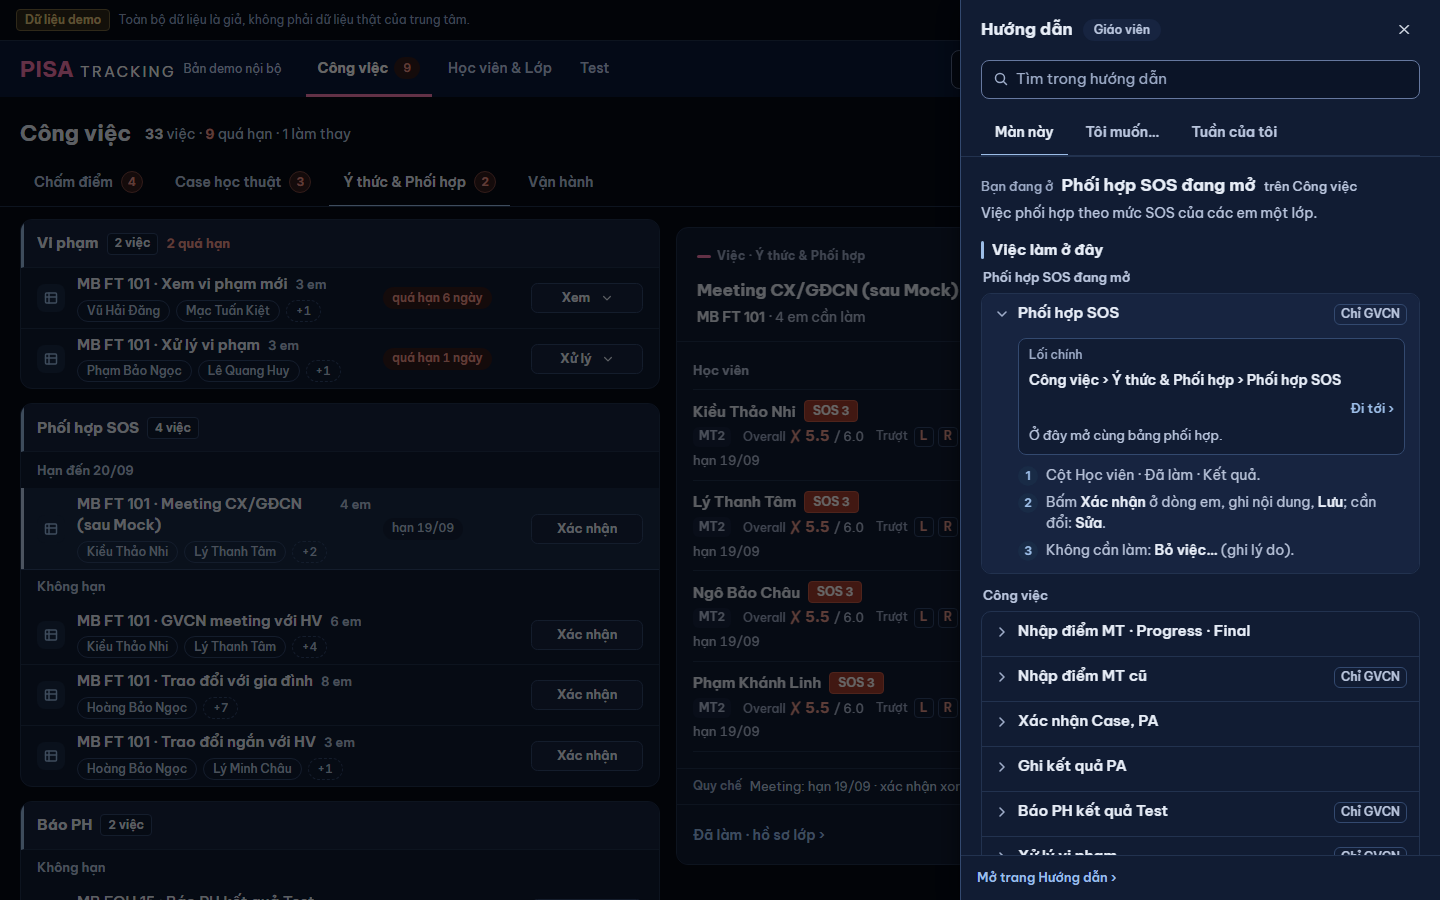 Dữ liệu demo Toàn bộ dữ liệu là giả, không phải dữ liệu thật của trung tâm.
PISA TRACKING Bản demo nội bộ Công việc 9 Học viên & Lớp Test
Công việc 33 việc · 9 quá hạn · 1 làm thay
Chấm điểm 4 Case học thuật 3 Ý thức & Phối hợp 2 Vận hành
Vi phạm 2 việc 2 quá hạn
MB FT 101 · Xem vi phạm mới 3 em
Vũ Hải Đăng Mạc Tuấn Kiệt +1
quá hạn 6 ngày Xem
MB FT 101 · Xử lý vi phạm 3 em
Phạm Bảo Ngọc Lê Quang Huy +1
quá hạn 1 ngày Xử lý
Phối hợp SOS 4 việc
Hạn đến 20/09
MB FT 101 · Meeting CX/GĐCN 4 em
(sau Mock)
Kiều Thảo Nhi Lý Thanh Tâm +2
hạn 19/09 Xác nhận
Không hạn
MB FT 101 · GVCN meeting với HV 6 em
Kiều Thảo Nhi Lý Thanh Tâm +4
Xác nhận
MB FT 101 · Trao đổi với gia đình 8 em
Hoàng Bảo Ngọc +7
Xác nhận
MB FT 101 · Trao đổi ngắn với HV 3 em
Hoàng Bảo Ngọc Lý Minh Châu +1
Xác nhận
Báo PH 2 việc
Không hạn
Việc · Ý thức & Phối hợp
Meeting CX/GĐCN (sau Mock)
MB FT 101 · 4 em cần làm
Học viên
Kiều Thảo Nhi SOS 3
MT2 Overall ✗ 5.5 / 6.0 Trượt L R
hạn 19/09
Lý Thanh Tâm SOS 3
MT2 Overall ✗ 5.5 / 6.0 Trượt L R
hạn 19/09
Ngô Bảo Châu SOS 3
MT2 Overall ✗ 5.5 / 6.0 Trượt L R
hạn 19/09
Phạm Khánh Linh SOS 3
MT2 Overall ✗ 5.5 / 6.0 Trượt L R
hạn 19/09
Quy chế Meeting: hạn 19/09 · xác nhận
Đã làm · hồ sơ lớp ›
Hướng dẫn Giáo viên
Tìm trong hướng dẫn
Màn này Tôi muốn... Tuần của tôi
Bạn đang ở Phối hợp SOS đang mở trên Công việc
Việc phối hợp theo mức SOS của các em một lớp.
Việc làm ở đây
Phối hợp SOS đang mở
Phối hợp SOS Chỉ GVCN
Lối chính
Công việc › Ý thức & Phối hợp › Phối hợp SOS
Đi tới ›
Ở đây mở cùng bảng phối hợp.
1 Cột Học viên · Đã làm · Kết quả.
2 Bấm Xác nhận ở dòng em, ghi nội dung, Lưu; cần
đổi: Sửa.
3 Không cần làm: Bỏ việc... (ghi lý do).
Công việc
Nhập điểm MT · Progress · Final
Nhập điểm MT cũ Chỉ GVCN
Xác nhận Case, PA
Ghi kết quả PA
Báo PH kết quả Test Chỉ GVCN
Xử lý vi phạm Chỉ GVCN
Mở trang Hướng dẫn ›